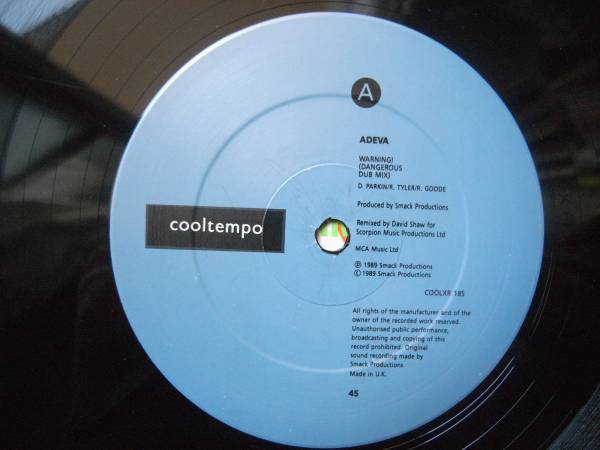 A
ADEVA
WARNING!
(DANGEROUS
DUB MIX)
D. PARKIN/R. TYLER/R. GOODE
Produced by Smack Productions
cooltempo
Remixed by David Shaw for
Scorpion Music Productions Ltd
MCA Music Ltd
℗ 1989 Smack Productions
© 1989 Smack Productions
COOLXR 185
All rights of the manufacturer and of the
owner of the recorded work reserved.
Unauthorised public performance,
broadcasting and copying of this
record prohibited. Original
sound recording made by
Smack Productions
Made in U.K.
45